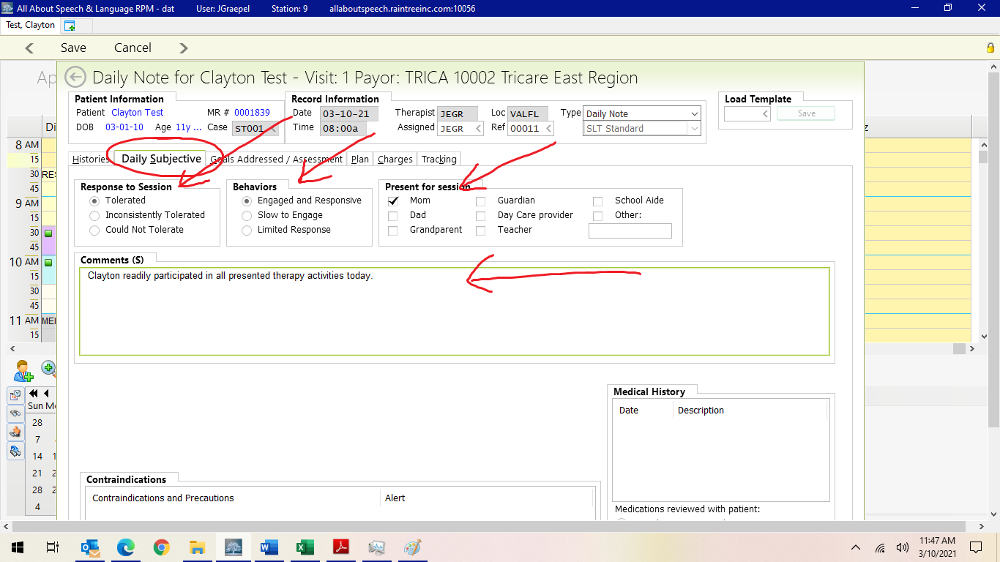 All About Speech & Language RPM - dat User: JGraepel Station: 9 allaboutspeech.raintreeinc.com:10056
Test, Clayton
Save Cancel
Daily Note for Clayton Test - Visit: 1 Payor: TRICA 10002 Tricare East Region
Patient Information Record Information Load Template
Patient Clayton Test MR # 0001839 Date 03-10-21 Therapist JEGR Loc VALFL Type Daily Note Save
DOB 03-01-10 Age 11y ... Case ST001 Time 08:00a Assigned JEGR Ref 00011 SLT Standard
Histories Daily Subjective Goals Addressed / Assessment Plan Charges Tracking
Response to Session Behaviors Present for session
Tolerated Engaged and Responsive Mom Guardian School Aide
Inconsistently Tolerated Slow to Engage Dad Day Care provider Other:
Could Not Tolerate Limited Response Grandparent Teacher
Comments (S)
Clayton readily participated in all presented therapy activities today.
Medical History
Date Description
Contraindications
Contraindications and Precautions Alert
Medications reviewed with patient:
Ap
Di
z
8 AM
15
30 RES
45
9 AM
15
30
45
10 AM
15
30
45
11 AM MEI
15
Sun Mo
28
7
14 1
21 2
28 2
4
11:47 AM
3/10/2021